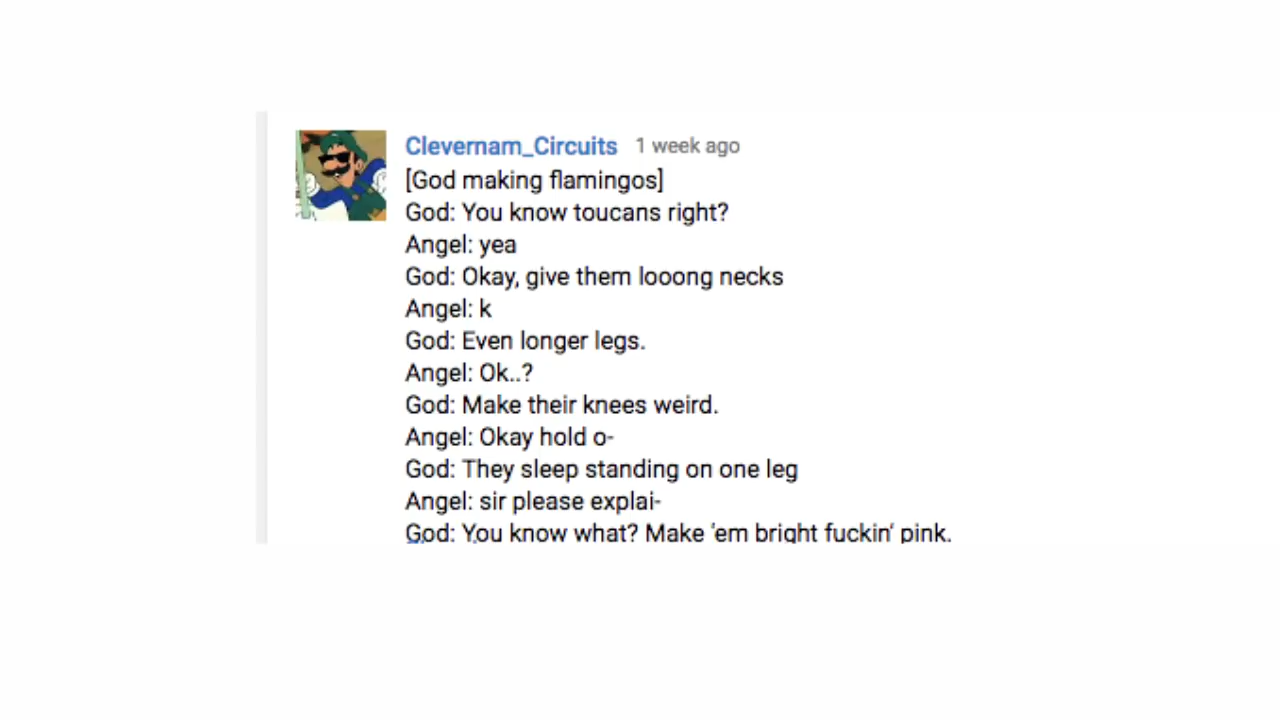 Clevernam_Circuits 1 week ago
[God making flamingos]
God: You know toucans right?
Angel: yea
God: Okay, give them looong necks
Angel: k
God: Even longer legs.
Angel: Ok..?
God: Make their knees weird.
Angel: Okay hold o-
God: They sleep standing on one leg
Angel: sir please explai-
God: You know what? Make 'em bright fuckin' pink.